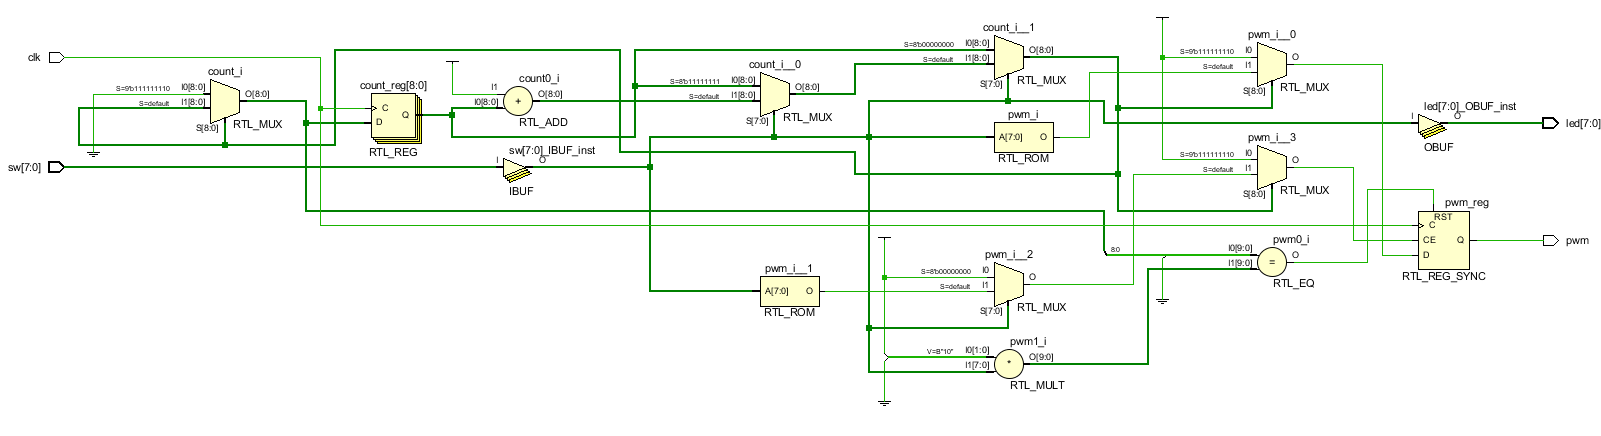 clk
count_i
S=9'b111111110
I0[8:0]
S=default
I1[8:0]
O[8:0]
S[8:0]
RTL_MUX
count_reg[8:0]
C
D
Q
RTL_REG
count0_i
I1
I0[8:0]
+
O[8:0]
RTL_ADD
sw[7:0]
sw[7:0]_IBUF_inst
I
O
IBUF
count_i__0
S=8'b11111111
I0[8:0]
S=default
I1[8:0]
O[8:0]
S[7:0]
RTL_MUX
count_i__1
S=8'b00000000
I0[8:0]
S=default
I1[8:0]
O[8:0]
S[7:0]
RTL_MUX
pwm_i
A[7:0]
O
RTL_ROM
pwm_i__0
S=9'b111111110
I0
S=default
I1
O
S[8:0]
RTL_MUX
led[7:0]_OBUF_inst
I
O
OBUF
led[7:0]
pwm_i__3
S=9'b111111110
I0
S=default
I1
O
S[8:0]
RTL_MUX
pwm_i__1
A[7:0]
O
RTL_ROM
pwm_i__2
S=8'b00000000
I0
S=default
I1
O
S[7:0]
RTL_MUX
pwm1_i
V=B"10"
I0[1:0]
I1[7:0]
*
O[9:0]
RTL_MULT
pwm0_i
8:0
I0[9:0]
I1[9:0]
=
O
RTL_EQ
pwm_reg
RST
C
CE
D
Q
RTL_REG_SYNC
pwm